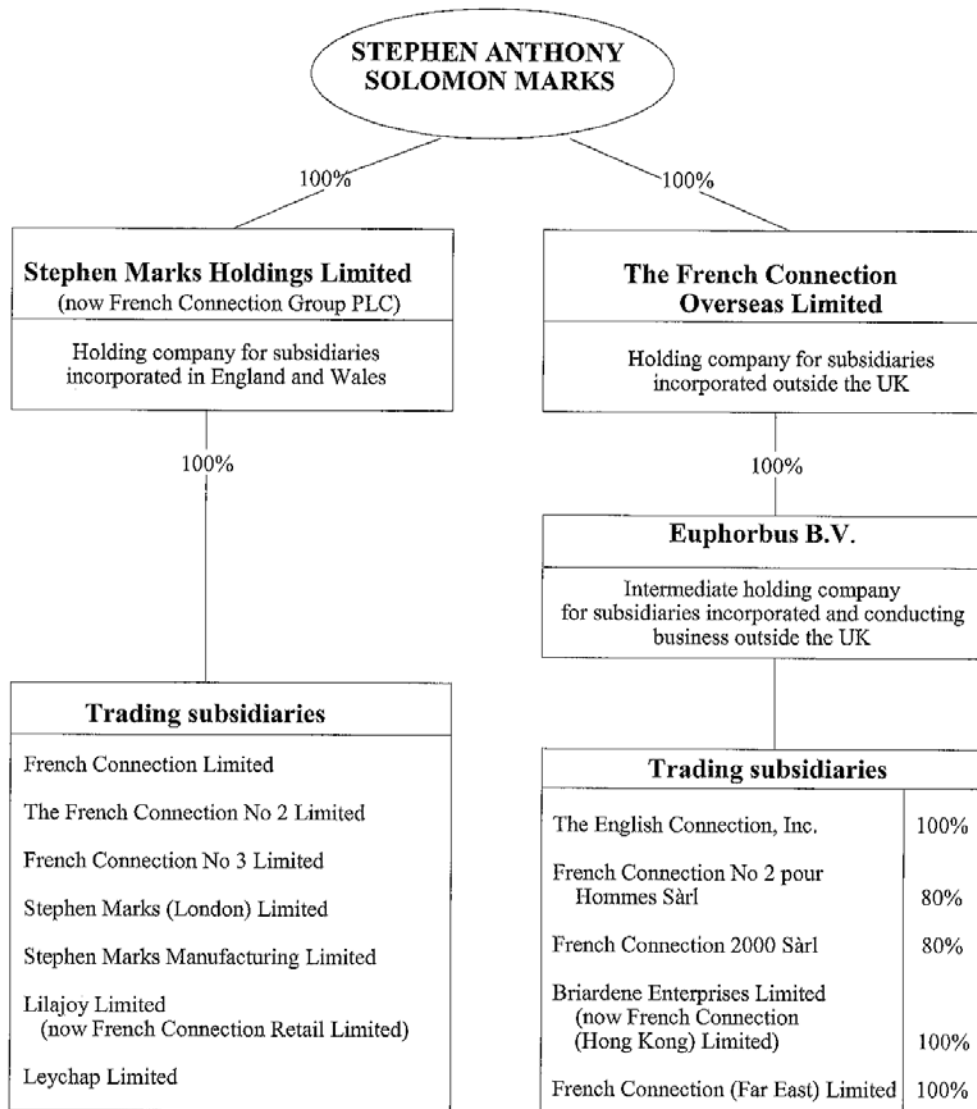 STEPHEN ANTHONY
SOLOMON MARKS
100%
100%
Stephen Marks Holdings Limited
(now French Connection Group PLC)
Holding company for subsidiaries
incorporated in England and Wales
The French Connection
Overseas Limited
Holding company for subsidiaries
incorporated outside the UK
100%
100%
Euphorbus B.V.
Intermediate holding company
for subsidiaries incorporated and conducting
business outside the UK
Trading subsidiaries
French Connection Limited
The French Connection No 2 Limited
French Connection No 3 Limited
Stephen Marks (London) Limited
Stephen Marks Manufacturing Limited
Lilajoy Limited
(now French Connection Retail Limited)
Leychap Limited
Trading subsidiaries
The English Connection, Inc. 100%
French Connection No 2 pour
Hommes Sàrl 80%
French Connection 2000 Sàrl 80%
Briardene Enterprises Limited
(now French Connection
(Hong Kong) Limited) 100%
French Connection (Far East) Limited 100%